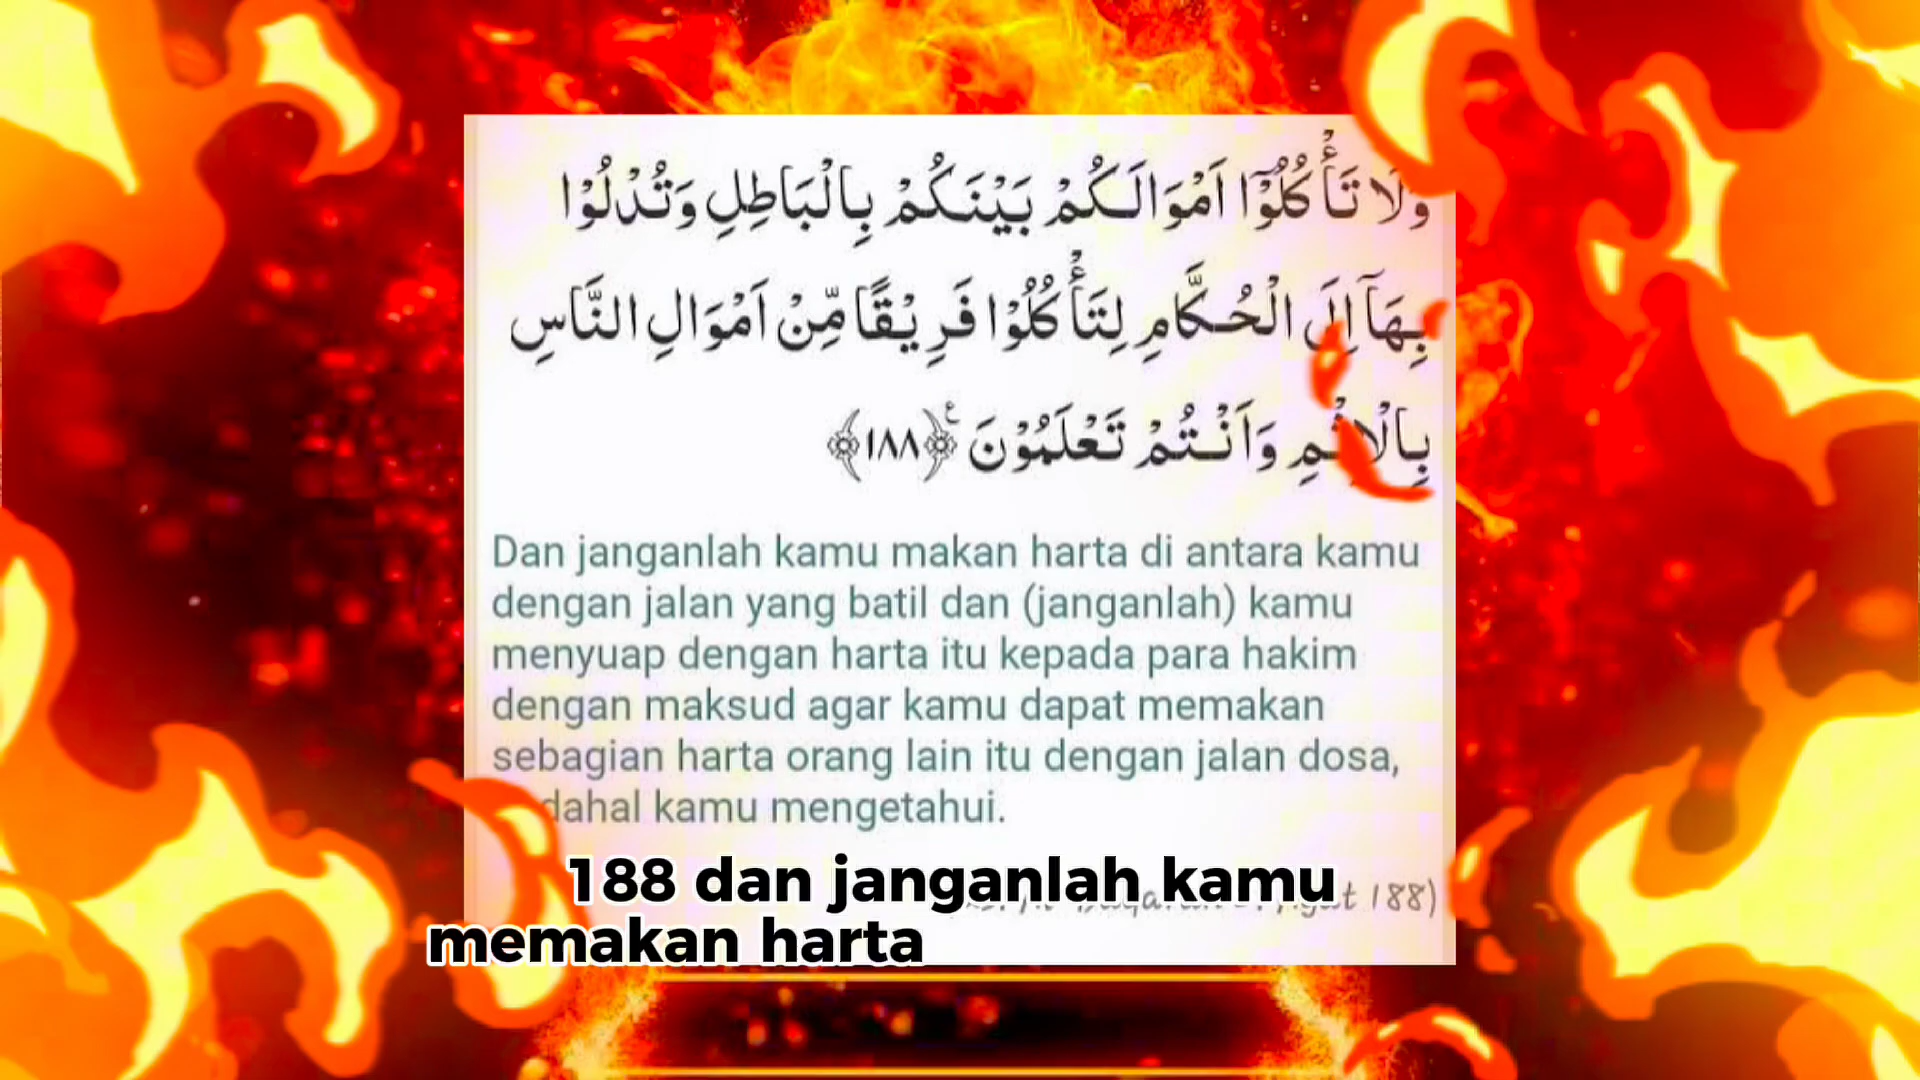 وَلَا تَأْكُلُوْٓا اَمْوَالَكُمْ بَيْنَكُمْ بِالْبَاطِلِ وَتُدْلُوْا
بِهَآ اِلَى الْحُكَّامِ لِتَأْكُلُوْا فَرِيْقًا مِّنْ اَمْوَالِ النَّاسِ
بِالْاِثْمِ وَاَنْتُمْ تَعْلَمُوْنَ ࣖ ﴿١٨٨﴾
Dan janganlah kamu makan harta di antara kamu
dengan jalan yang batil dan (janganlah) kamu
menyuap dengan harta itu kepada para hakim
dengan maksud agar kamu dapat memakan
sebagian harta orang lain itu dengan jalan dosa,
dahal kamu mengetahui.
188)
188 dan janganlah kamu
memakan harta